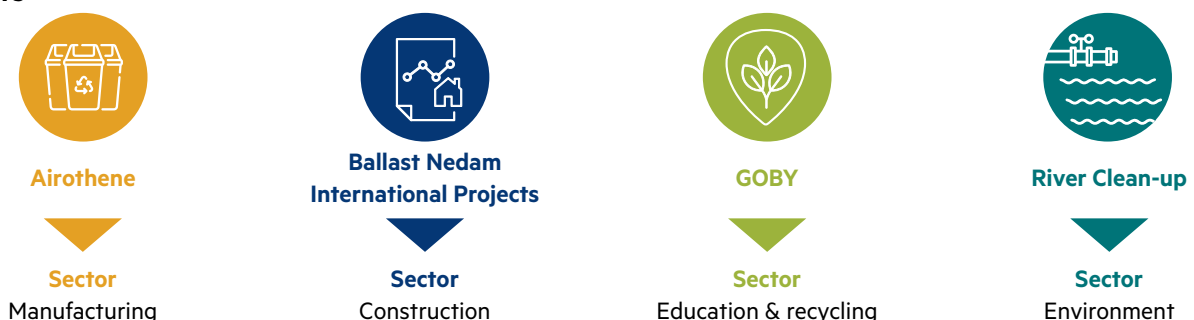 Airothene
Ballast Nedam
International Projects
GOBY
River Clean-up
Sector
Manufacturing
Sector
Construction
Sector
Education & recycling
Sector
Environment